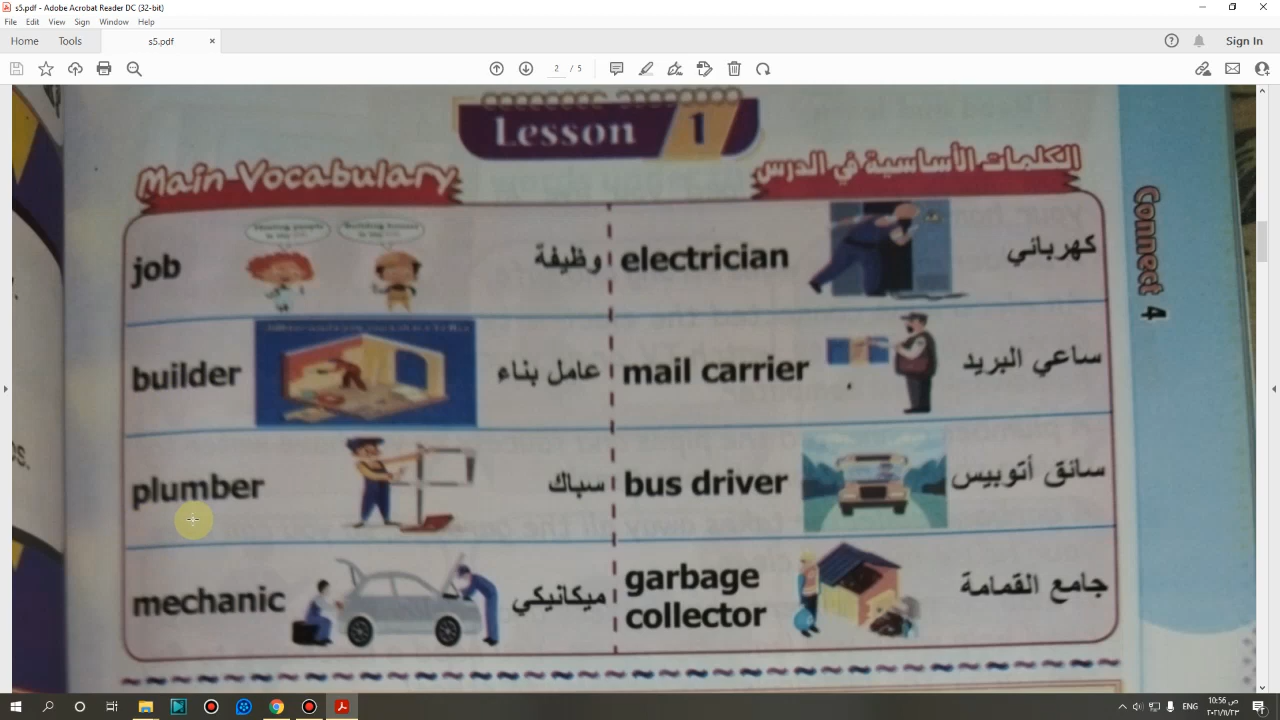 s5.pdf - Adobe Acrobat Reader DC (32-bit)
File Edit View Sign Window Help
Home Tools s5.pdf × Sign In
2 / 5
Lesson 1
Main Vocabulary
الكلمات الأساسية في الدرس
Connect 4
job وظيفة
electrician كهربائي
builder عامل بناء
mail carrier ساعي البريد
plumber سباك
bus driver سائق أتوبيس
mechanic ميكانيكي
garbage
collector جامع القمامة
ENG
10:56 ص